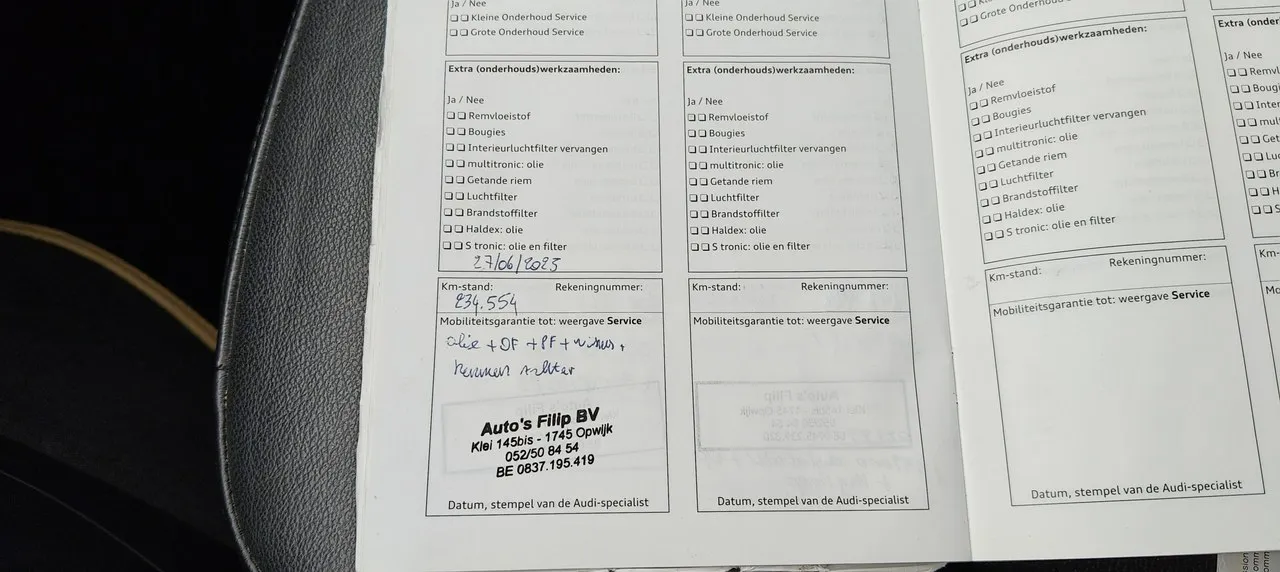 Ja / Nee
❏ ❏ Kleine Onderhoud Service
❏ ❏ Grote Onderhoud Service
Extra (onderhouds)werkzaamheden:
Ja / Nee
❏ ❏ Remvloeistof
❏ ❏ Bougies
❏ ❏ Interieurluchtfilter vervangen
❏ ❏ multitronic: olie
❏ ❏ Getande riem
❏ ❏ Luchtfilter
❏ ❏ Brandstoffilter
❏ ❏ Haldex: olie
❏ ❏ S tronic: olie en filter
27/06/2025
Km-stand: Rekeningnummer:
234.554
Mobiliteitsgarantie tot: weergave Service
olie + OF + PF +
Remmen Achter
Auto's Filip BV
Klei 145bis - 1745 Opwijk
052/50 84 54
BE 0837.195.419
Datum, stempel van de Audi-specialist
Ja / Nee
❏ ❏ Kleine Onderhoud Service
❏ ❏ Grote Onderhoud Service
Extra (onderhouds)werkzaamheden:
Ja / Nee
❏ ❏ Remvloeistof
❏ ❏ Bougies
❏ ❏ Interieurluchtfilter vervangen
❏ ❏ multitronic: olie
❏ ❏ Getande riem
❏ ❏ Luchtfilter
❏ ❏ Brandstoffilter
❏ ❏ Haldex: olie
❏ ❏ S tronic: olie en filter
Km-stand: Rekeningnummer:
Mobiliteitsgarantie tot: weergave Service
Datum, stempel van de Audi-specialist
❏ ❏ Grote Onderhoud Service
Extra (onderhouds)werkzaamheden:
Ja / Nee
❏ ❏ Remvloeistof
❏ ❏ Bougies
❏ ❏ Interieurluchtfilter vervangen
❏ ❏ multitronic: olie
❏ ❏ Getande riem
❏ ❏ Luchtfilter
❏ ❏ Brandstoffilter
❏ ❏ Haldex: olie
❏ ❏ S tronic: olie en filter
Km-stand: Rekeningnummer:
Mobiliteitsgarantie tot: weergave Service
Datum, stempel van de Audi-specialist
Extra
Ja / Nee